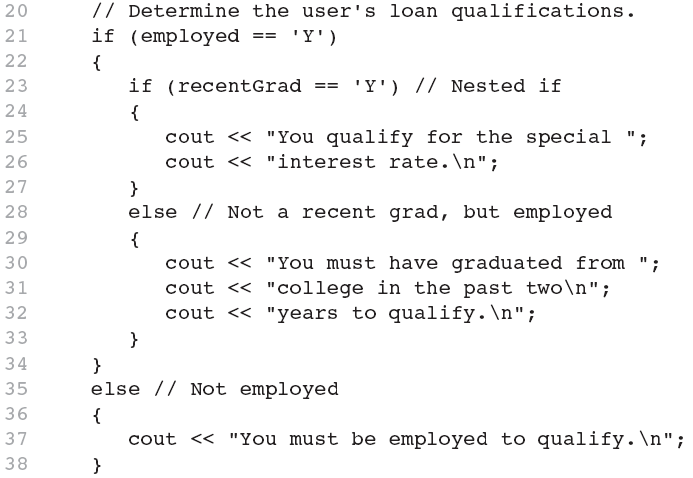 20 // Determine the user's loan qualifications.
21 if (employed == 'Y')
22 {
23 if (recentGrad == 'Y') // Nested if
24 {
25 cout << "You qualify for the special ";
26 cout << "interest rate.\n";
27 }
28 else // Not a recent grad, but employed
29 {
30 cout << "You must have graduated from ";
31 cout << "college in the past two\n";
32 cout << "years to qualify.\n";
33 }
34 }
35 else // Not employed
36 {
37 cout << "You must be employed to qualify.\n";
38 }